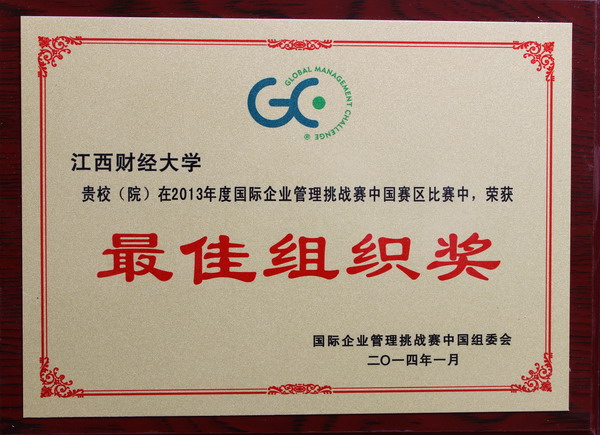 GLOBAL MANAGEMENT CHALLENGE®
江西财经大学
贵校（院）在2013年度国际企业管理挑战赛中国赛区比赛中，荣获
最佳组织奖
国际企业管理挑战赛中国组委会
二〇一四年一月